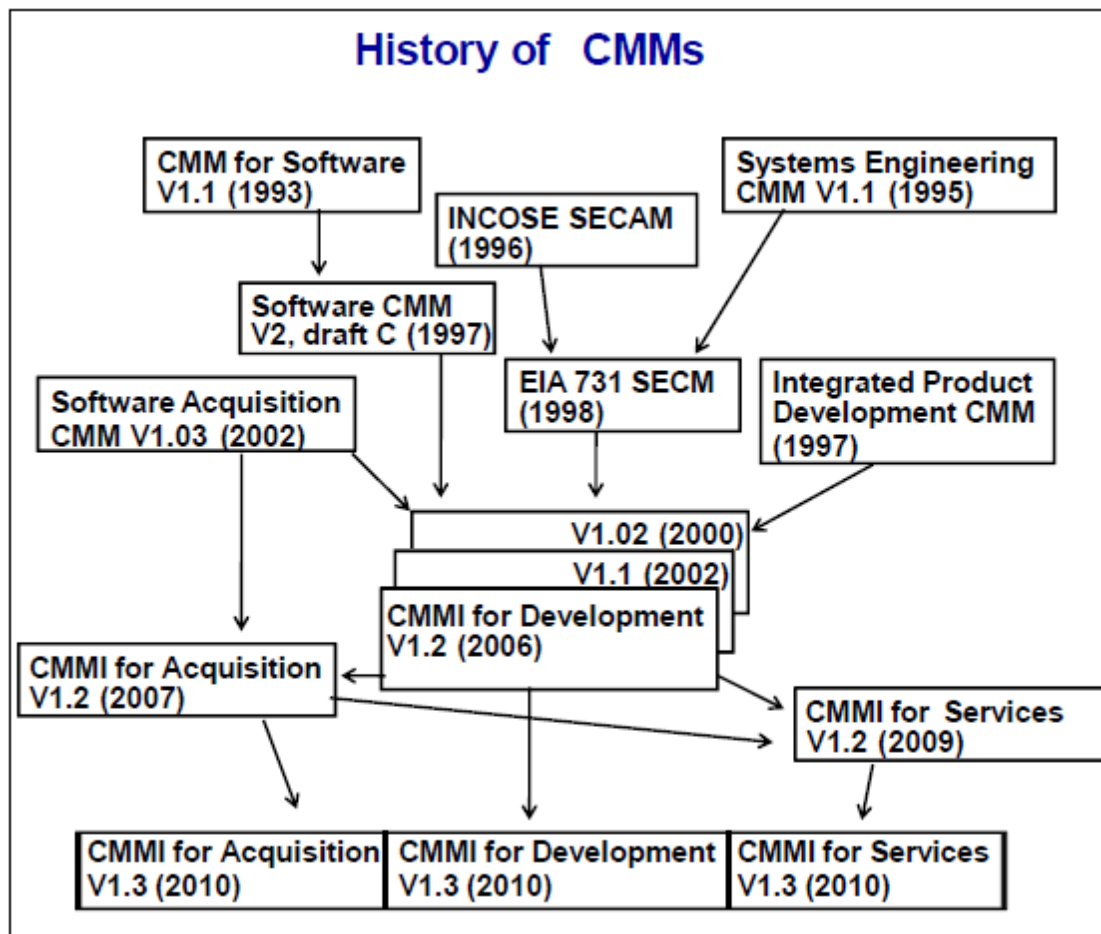 History of CMMs
CMM for Software
V1.1 (1993)
Systems Engineering
CMM V1.1 (1995)
INCOSE SECAM
(1996)
Software CMM
V2, draft C (1997)
EIA 731 SECM
(1998)
Integrated Product
Development CMM
(1997)
Software Acquisition
CMM V1.03 (2002)
V1.02 (2000)
V1.1 (2002)
CMMI for Development
V1.2 (2006)
CMMI for Acquisition
V1.2 (2007)
CMMI for Services
V1.2 (2009)
CMMI for Acquisition
V1.3 (2010)
CMMI for Development
V1.3 (2010)
CMMI for Services
V1.3 (2010)